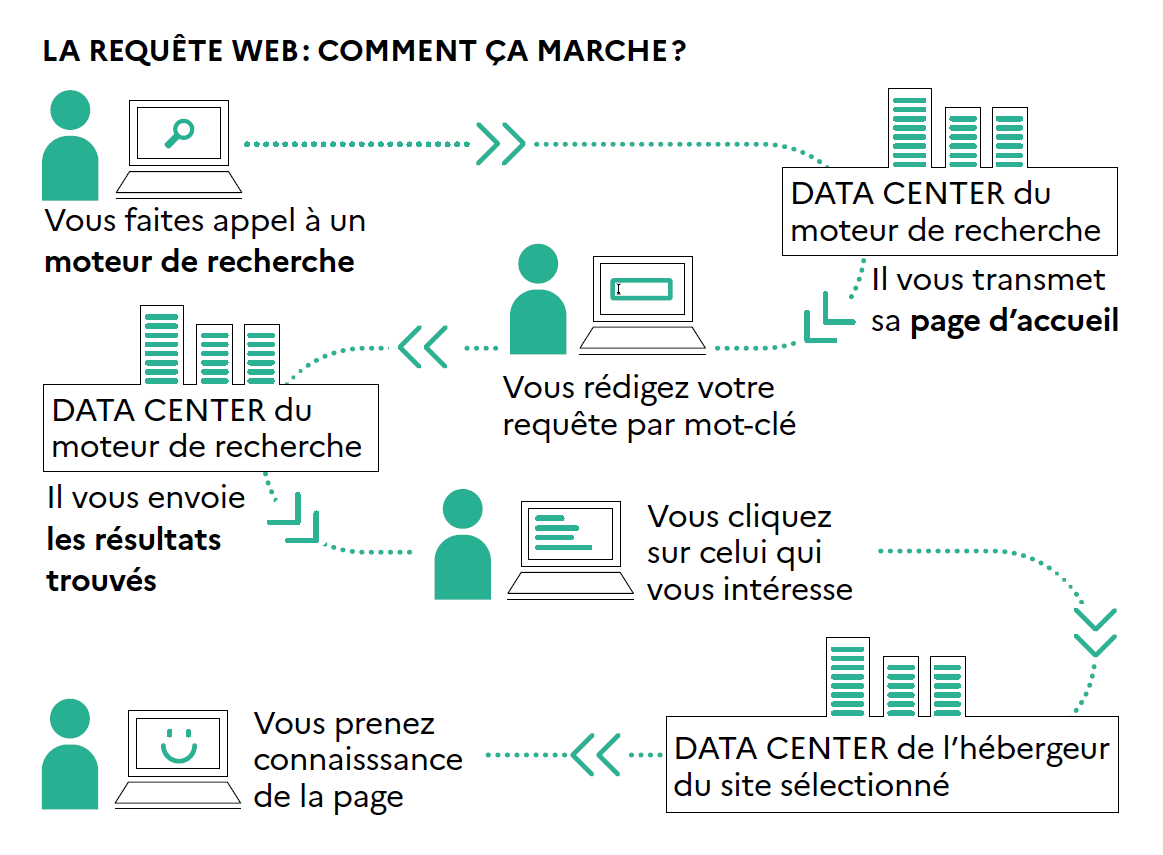 LA REQUÊTE WEB : COMMENT ÇA MARCHE ?
Vous faites appel à un
moteur de recherche
DATA CENTER du
moteur de recherche
Il vous transmet
sa page d’accueil
Vous rédigez votre
requête par mot-clé
DATA CENTER du
moteur de recherche
Il vous envoie
les résultats
trouvés
Vous cliquez
sur celui qui
vous intéresse
DATA CENTER de l’hébergeur
du site sélectionné
Vous prenez
connaisssance
de la page